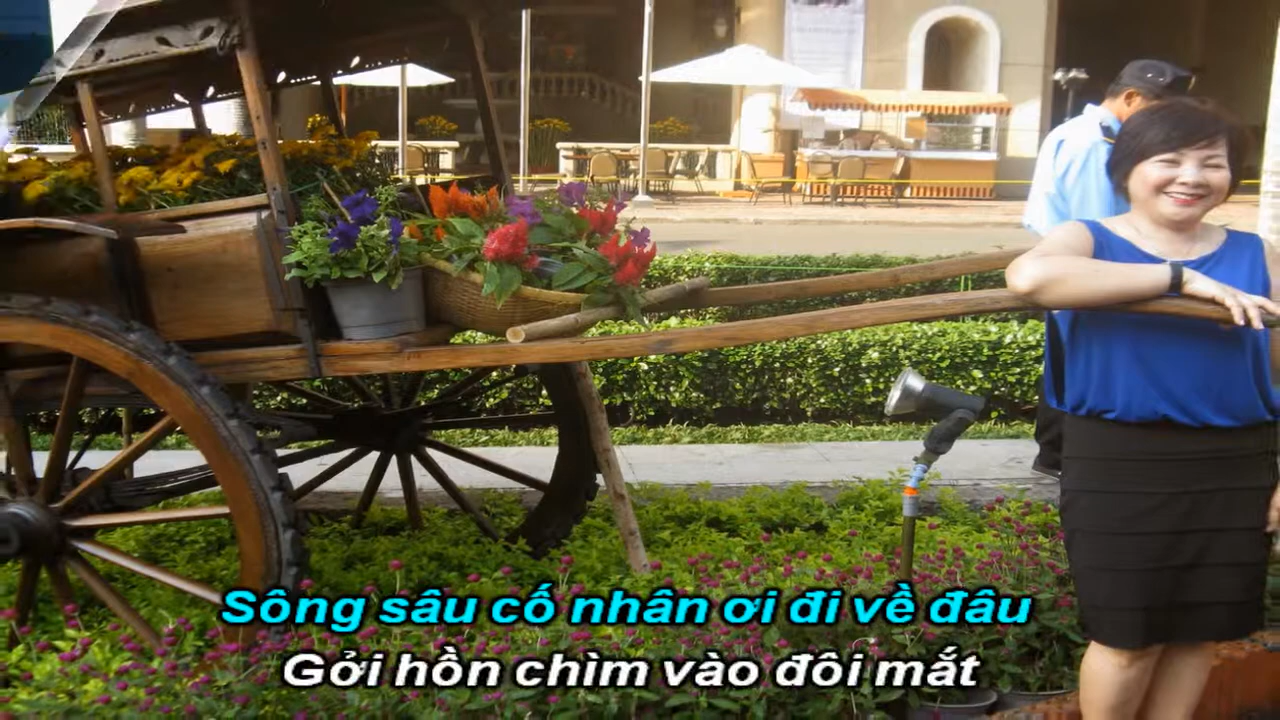 Sông sâu cố nhân ơi đi về đâu
Gởi hồn chìm vào đôi mắt